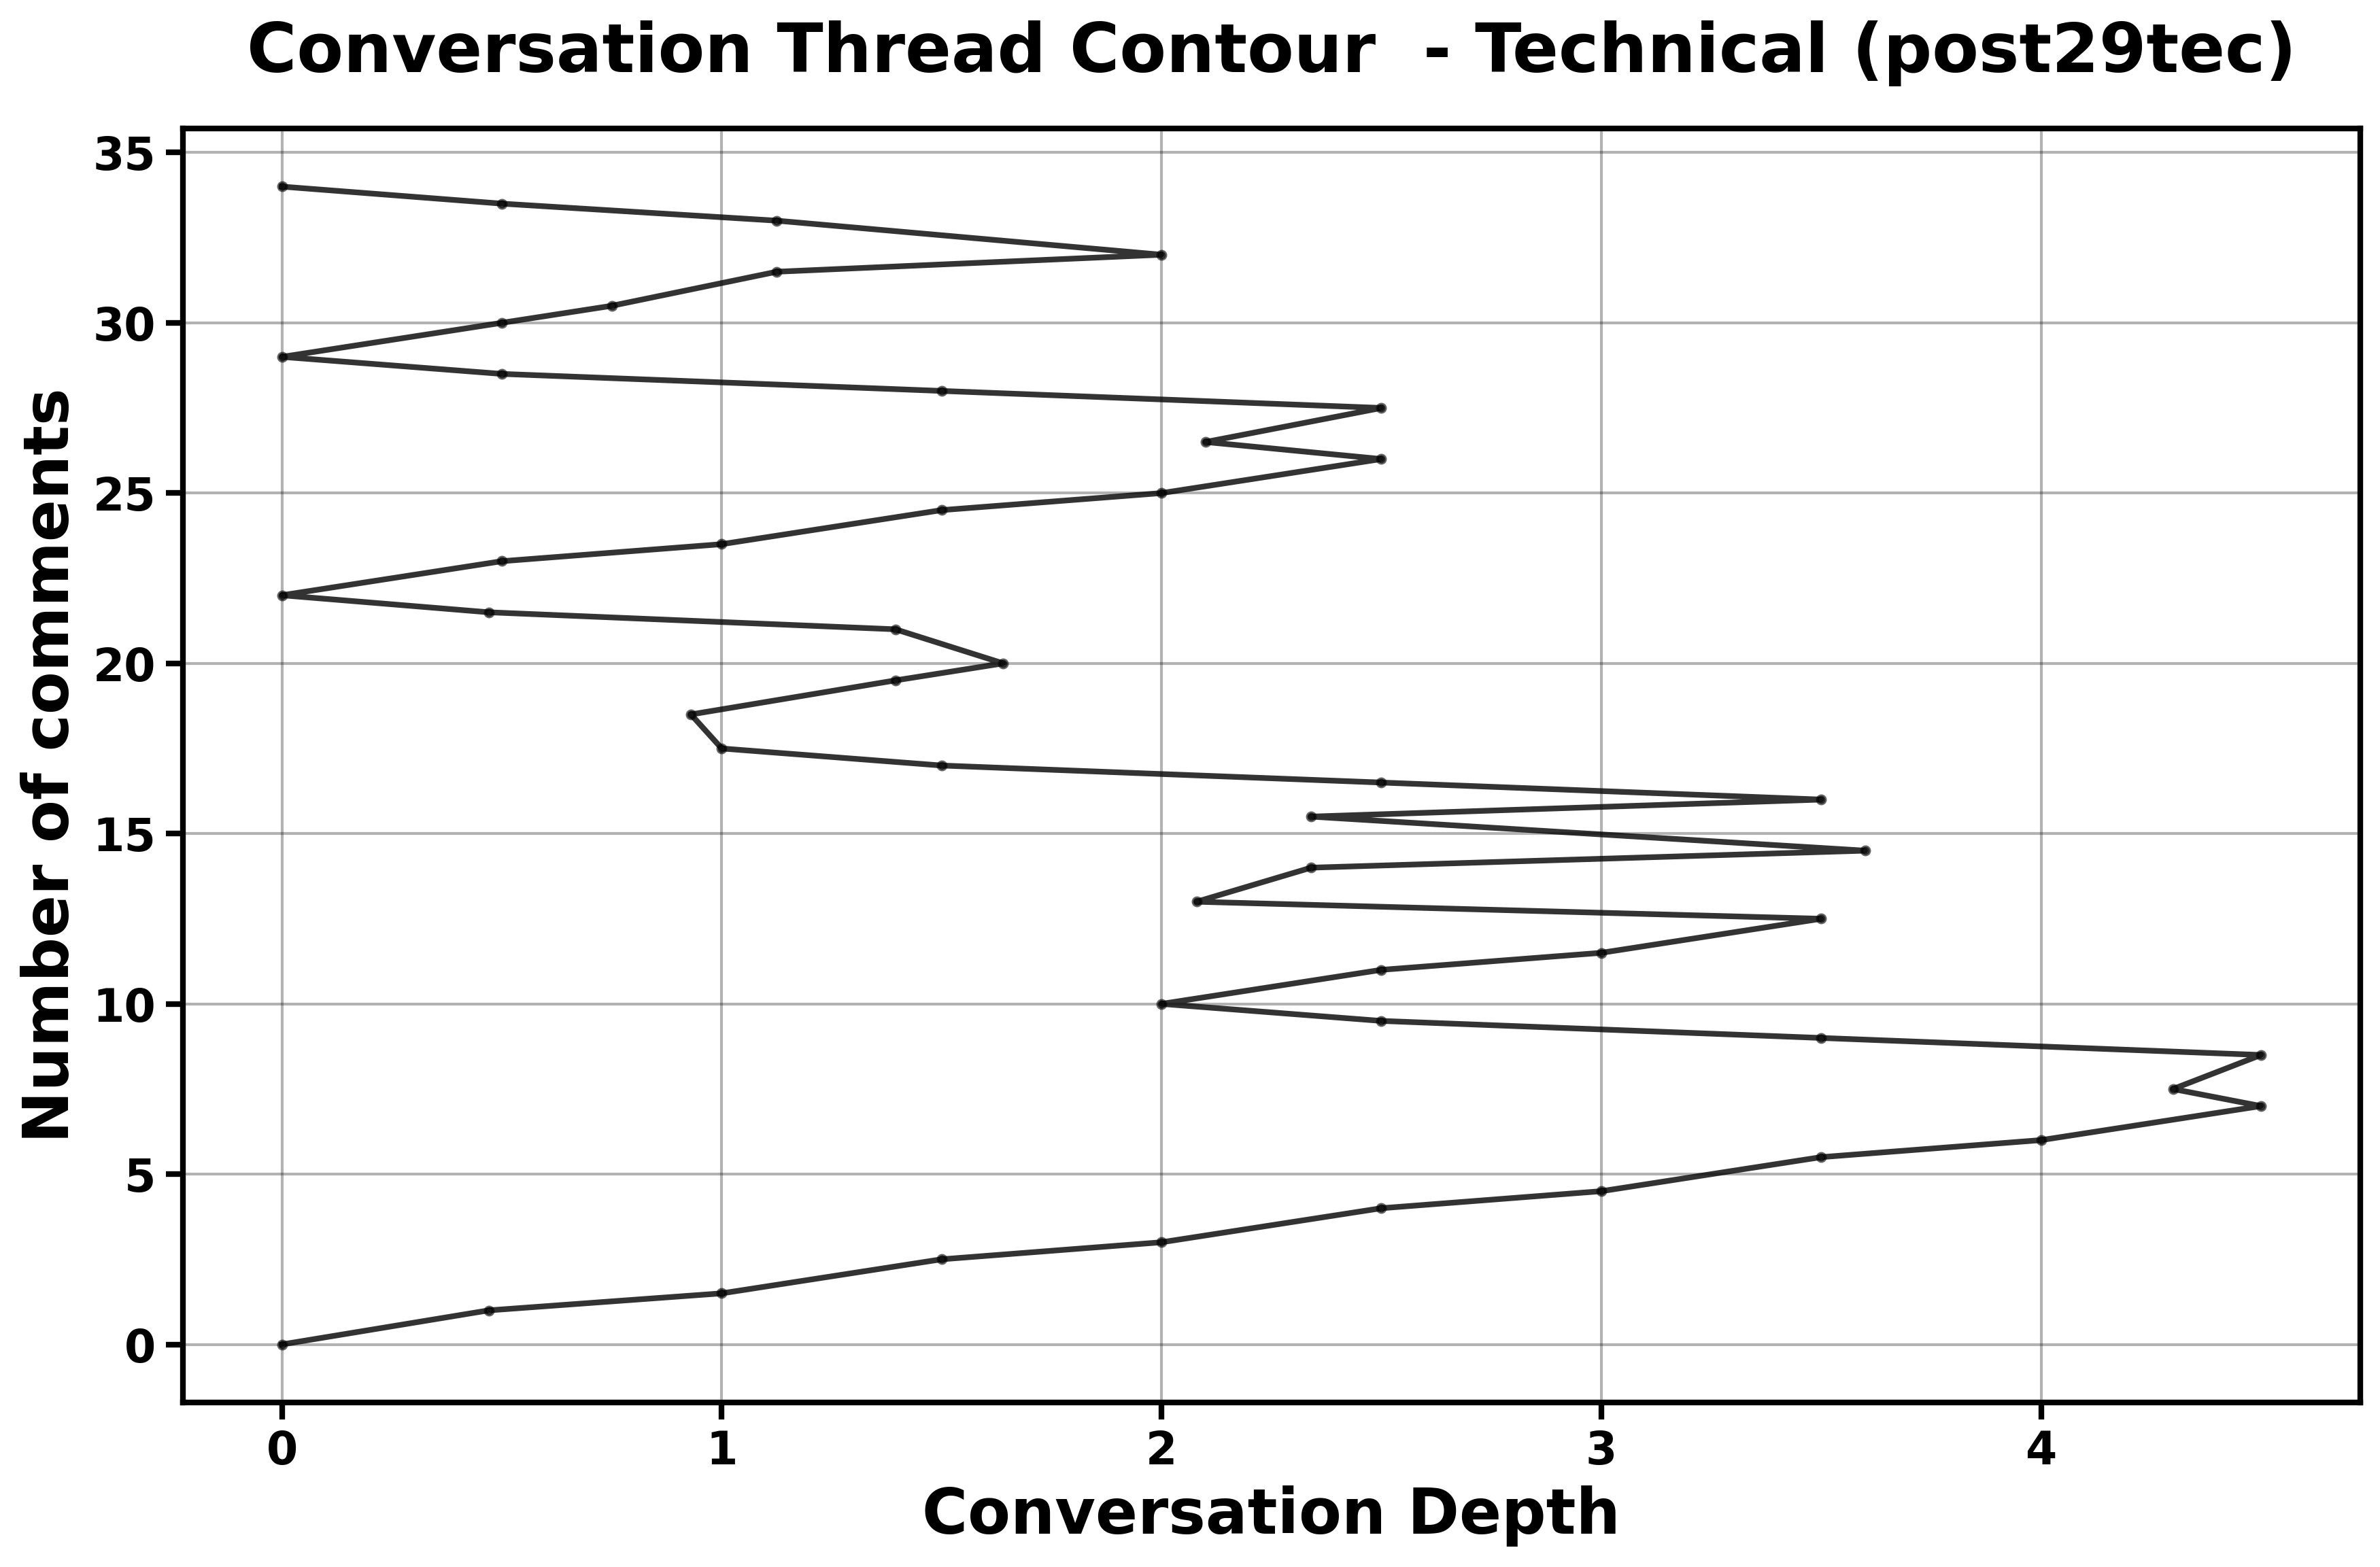 Conversation Thread Contour  - Technical (post29tec)
Number of comments
35
30
25
20
15
10
5
0
0 1 2 3 4
Conversation Depth